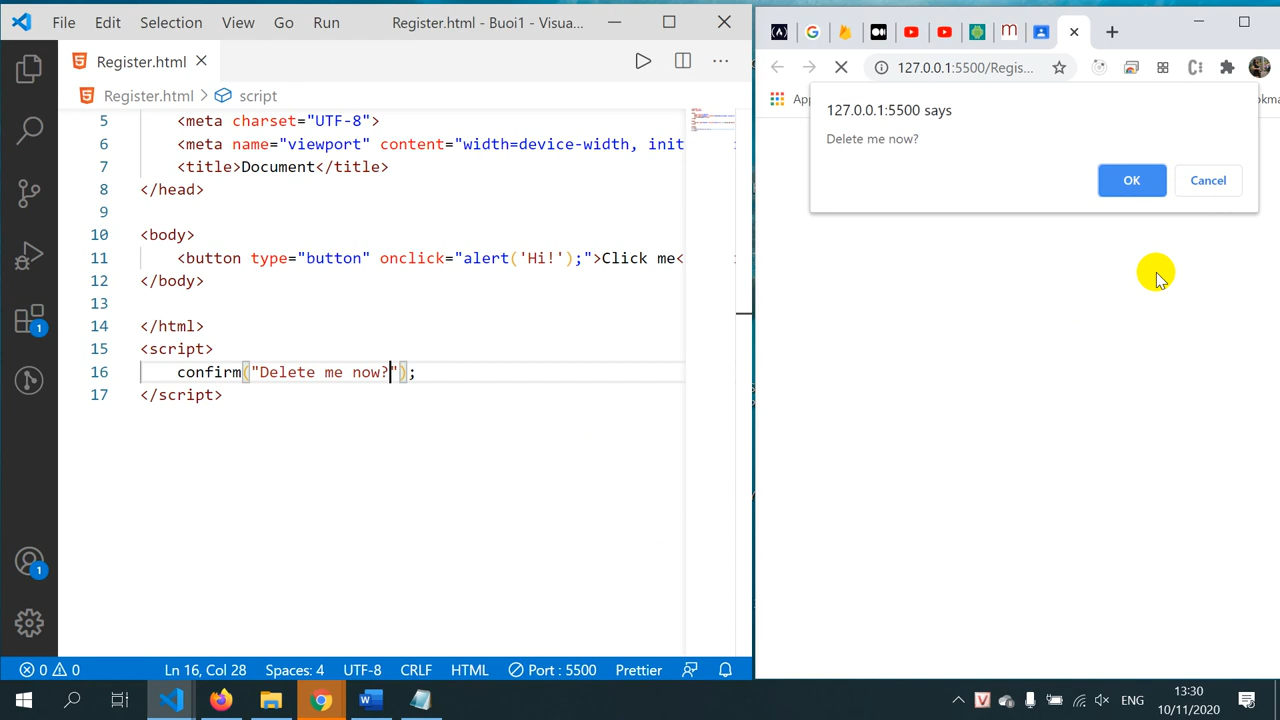 File Edit Selection View Go Run Register.html - Buoi1 - Visua...
Register.html
Register.html > script
5 <meta charset="UTF-8">
6 <meta name="viewport" content="width=device-width, init
7 <title>Document</title>
8 </head>
9
10 <body>
11 <button type="button" onclick="alert('Hi!');">Click me<
12 </body>
13
14 </html>
15 <script>
16 confirm("Delete me now?");
17 </script>
1
1
0 0 Ln 16, Col 28 Spaces: 4 UTF-8 CRLF HTML Port : 5500 Prettier
127.0.0.1:5500/Regis...
127.0.0.1:5500 says
Delete me now?
OK Cancel
ENG
13:30
10/11/2020